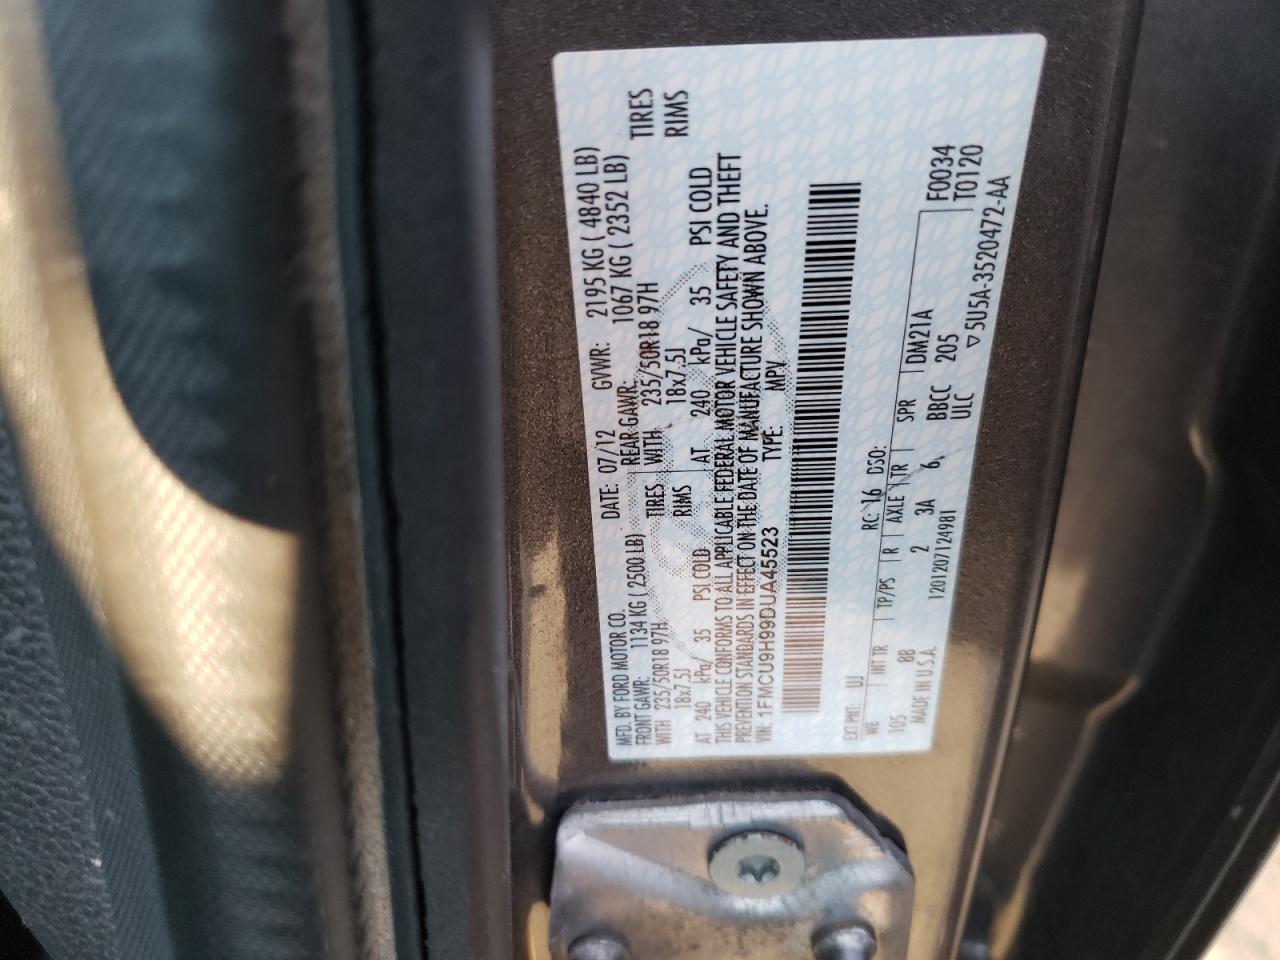 MFD. BY FORD MOTOR CO.
DATE: 07/12 GVWR: 2195 KG ( 4840 LB)
FRONT GAWR: 1134 KG ( 2500 LB) REAR GAWR: 1067 KG ( 2352 LB)
WITH 235/50R18 97H TIRES WITH 235/50R18 97H TIRES
18x7.5J RIMS 18x7.5J RIMS
AT 240 kPa/ 35 PSI COLD AT 240 kPa/ 35 PSI COLD
THIS VEHICLE CONFORMS TO ALL APPLICABLE FEDERAL MOTOR VEHICLE SAFETY AND THEFT
PREVENTION STANDARDS IN EFFECT ON THE DATE OF MANUFACTURE SHOWN ABOVE.
VIN: 1FMCU9H99DUA45523 TYPE: MPV
EXT PNT: UJ RC: 16 DSO:
WB INT TR TP/PS R AXLE TR SPR DM21A F0034
105 BB 2 3A 6 BBCC 205 T0120
MADE IN U.S.A. 1201207124981 ULC ▽5U5A-3520472-AA